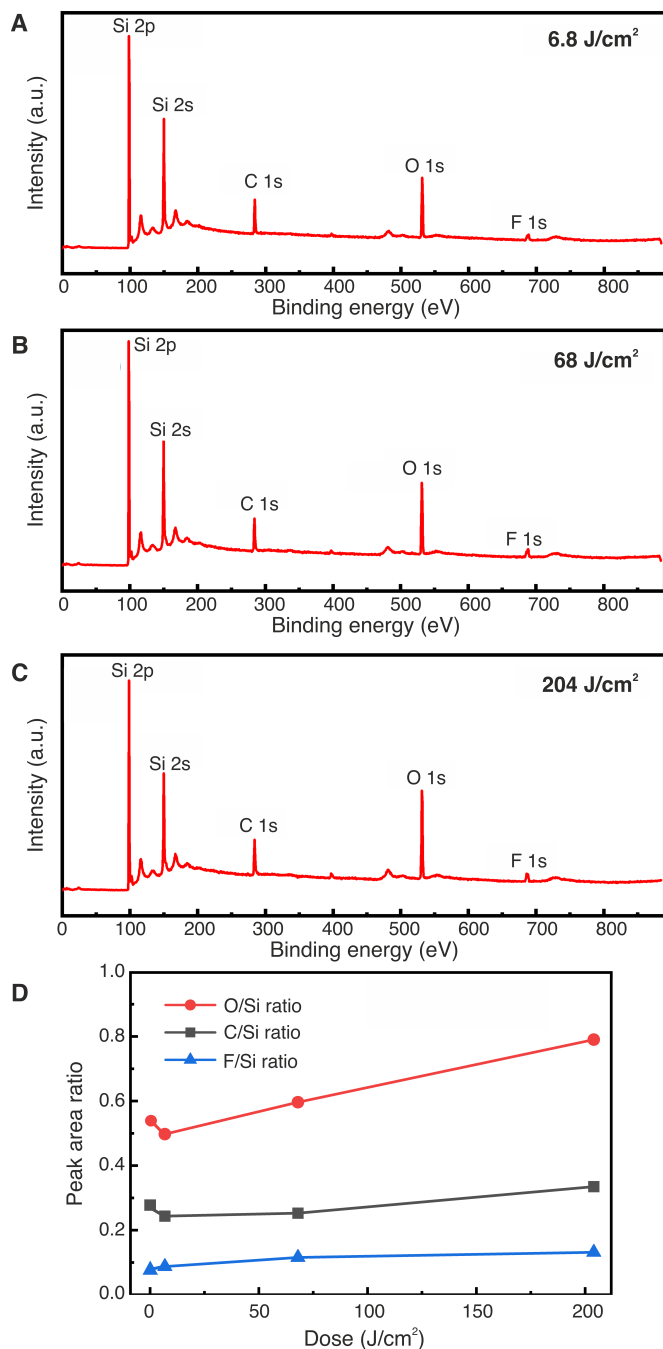 A
Si 2p
6.8 J/cm²
Si 2s
C 1s
O 1s
F 1s
Intensity (a.u.)
0 100 200 300 400 500 600 700 800
Binding energy (eV)
B
Si 2p
68 J/cm²
Si 2s
C 1s
O 1s
F 1s
Intensity (a.u.)
0 100 200 300 400 500 600 700 800
Binding energy (eV)
C
Si 2p
204 J/cm²
Si 2s
C 1s
O 1s
F 1s
Intensity (a.u.)
0 100 200 300 400 500 600 700 800
Binding energy (eV)
D
1.0
0.8
0.6
0.4
0.2
0.0
Peak area ratio
O/Si ratio
C/Si ratio
F/Si ratio
0 50 100 150 200
Dose (J/cm²)